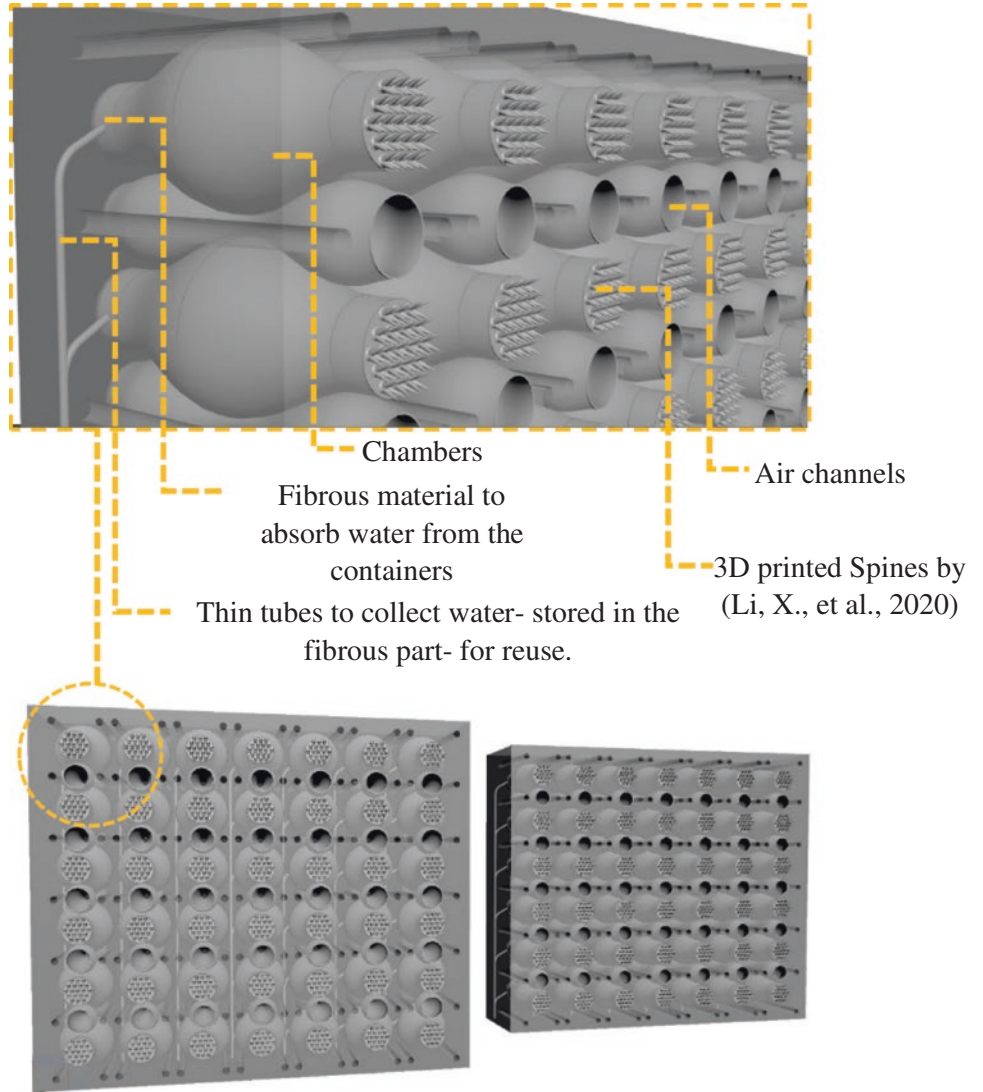 Chambers
Air channels
Fibrous material to
absorb water from the
containers
3D printed Spines by
(Li, X., et al., 2020)
Thin tubes to collect water- stored in the
fibrous part- for reuse.